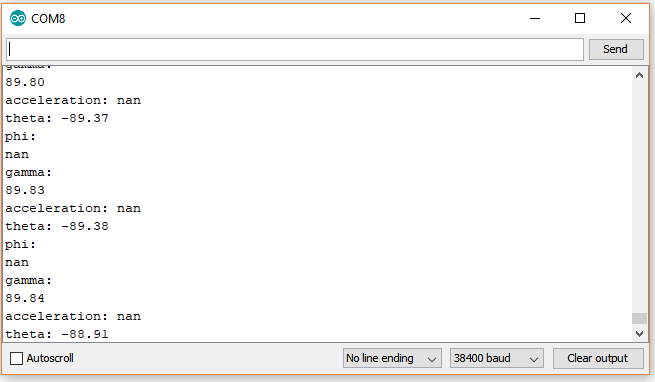 COM8
Send
gamma:
89.80
acceleration: nan
theta: -89.37
phi:
nan
gamma:
89.83
acceleration: nan
theta: -89.38
phi:
nan
gamma:
89.84
acceleration: nan
theta: -88.91
Autoscroll
No line ending
38400 baud
Clear output